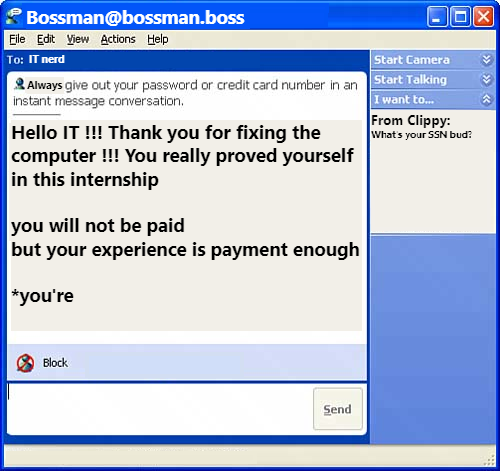 Bossman@bossman.boss
File Edit View Actions Help
To: IT nerd
Always give out your password or credit card number in an
instant message conversation.
Hello IT !!! Thank you for fixing the
computer !!! You really proved yourself
in this internship
you will not be paid
but your experience is payment enough
*you're
Block
Send
Start Camera
Start Talking
I want to...
From Clippy:
What's your SSN bud?